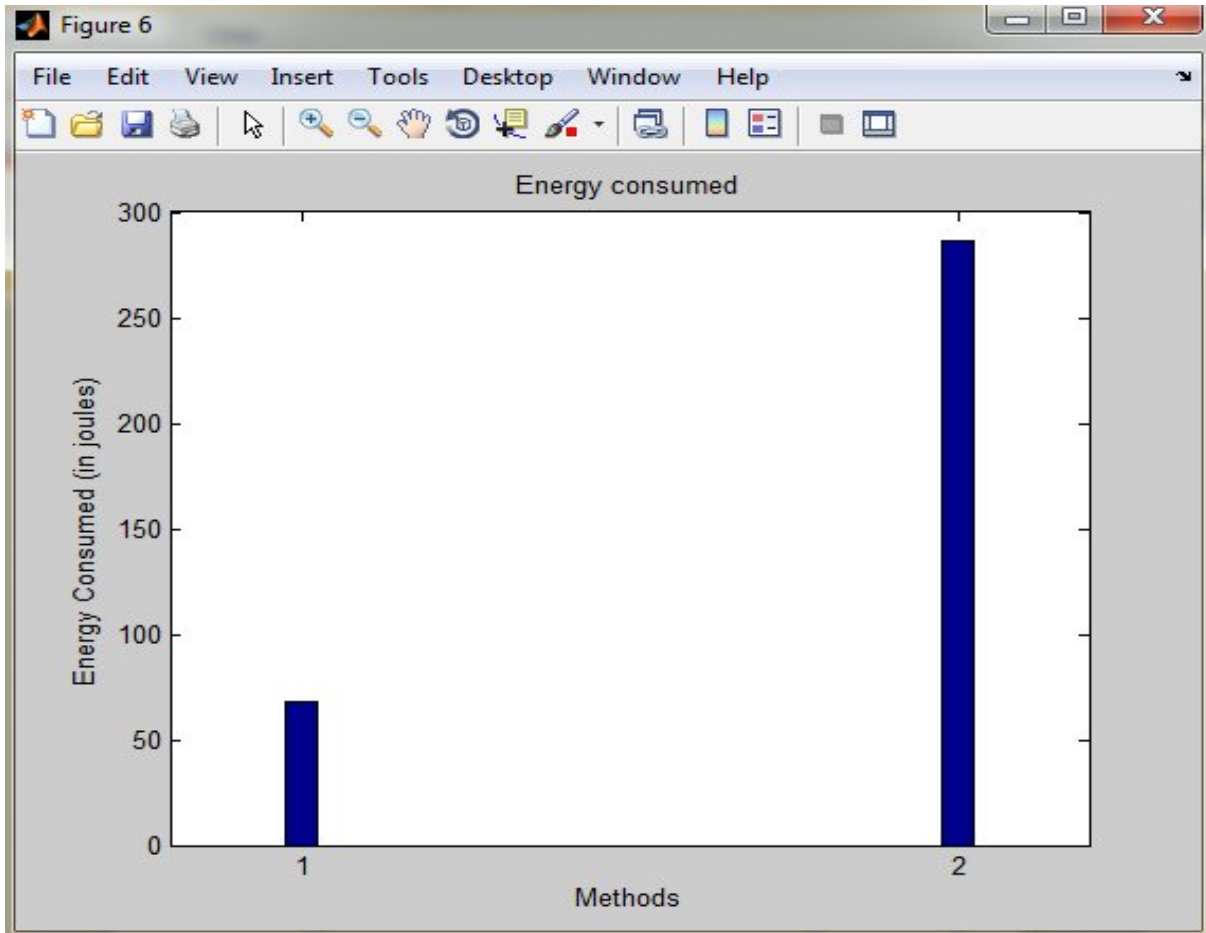 Figure 6
File Edit View Insert Tools Desktop Window Help
Energy consumed
300
250
200
150
100
50
0
Energy Consumed (in joules)
1 2
Methods